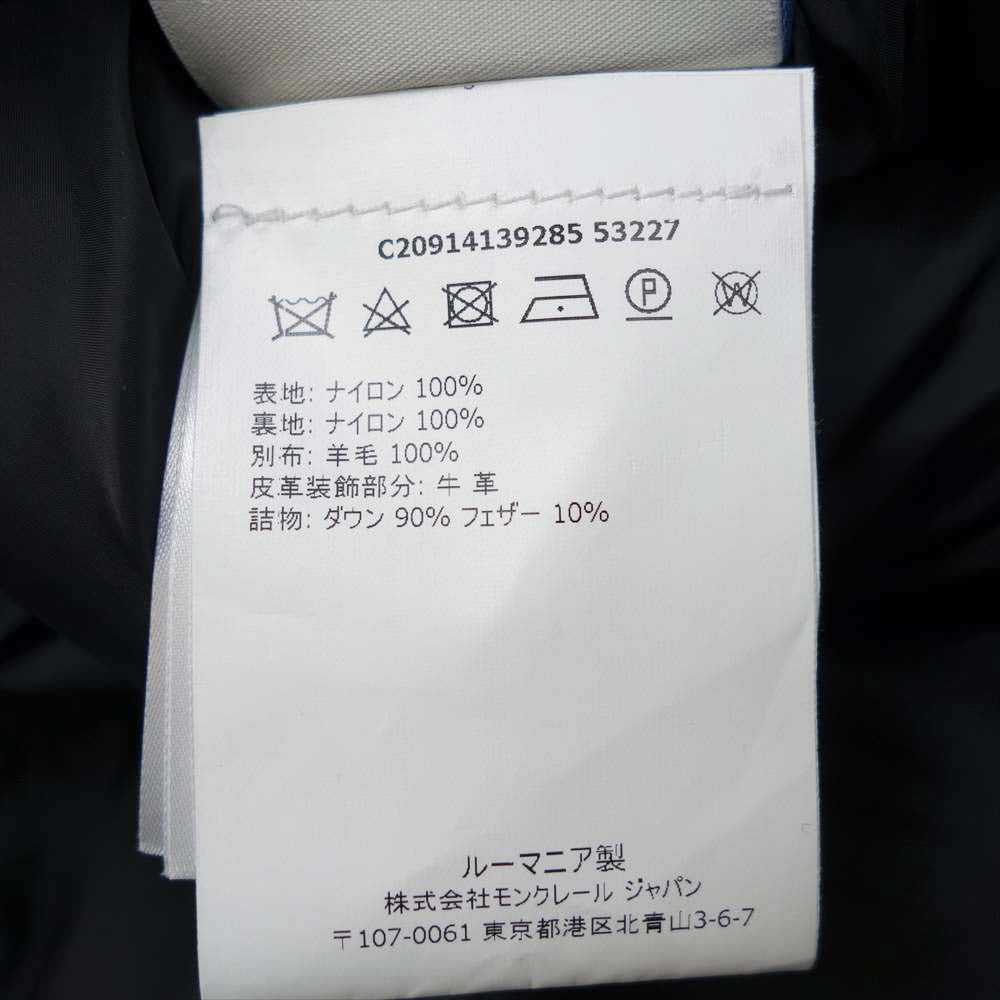 C20914139285 53227
P W
表地: ナイロン 100%
裏地: ナイロン 100%
別布: 羊毛 100%
皮革装飾部分: 牛 革
詰物: ダウン 90% フェザー 10%
ルーマニア製
株式会社モンクレール ジャパン
〒107-0061 東京都港区北青山3-6-7